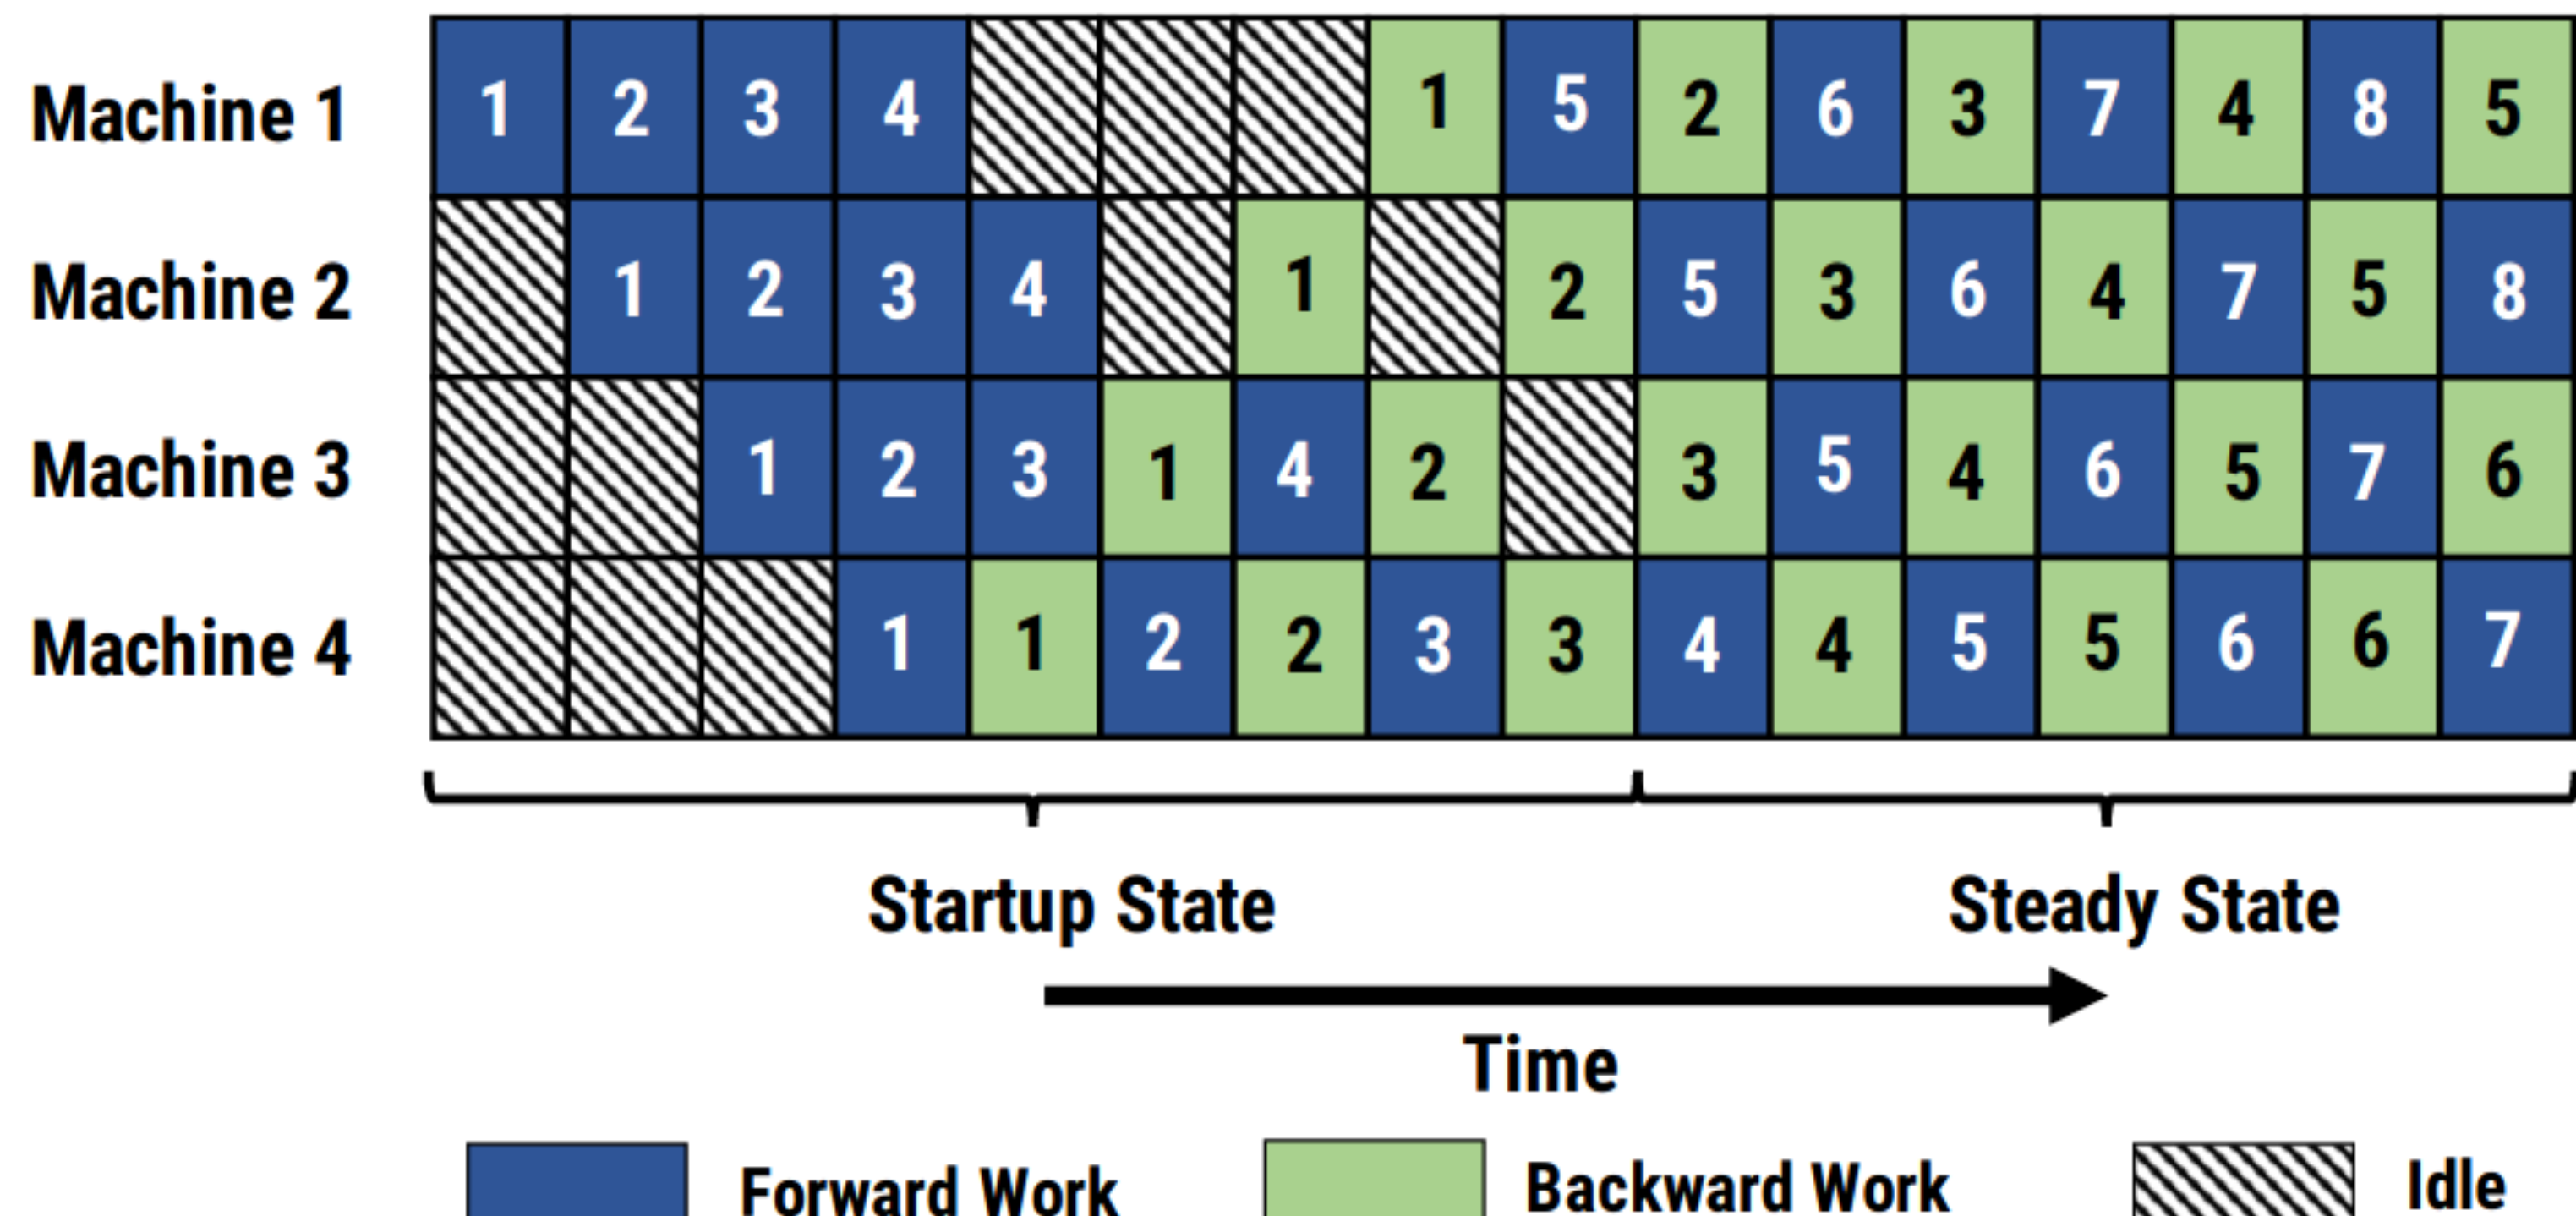 Machine 1 1 2 3 4 1 5 2 6 3 7 4 8 5
Machine 2 1 2 3 4 1 2 5 3 6 4 7 5 8
Machine 3 1 2 3 1 4 2 3 5 4 6 5 7 6
Machine 4 1 1 2 2 3 3 4 4 5 5 6 6 7
Startup State Steady State
Time
Forward Work Backward Work Idle